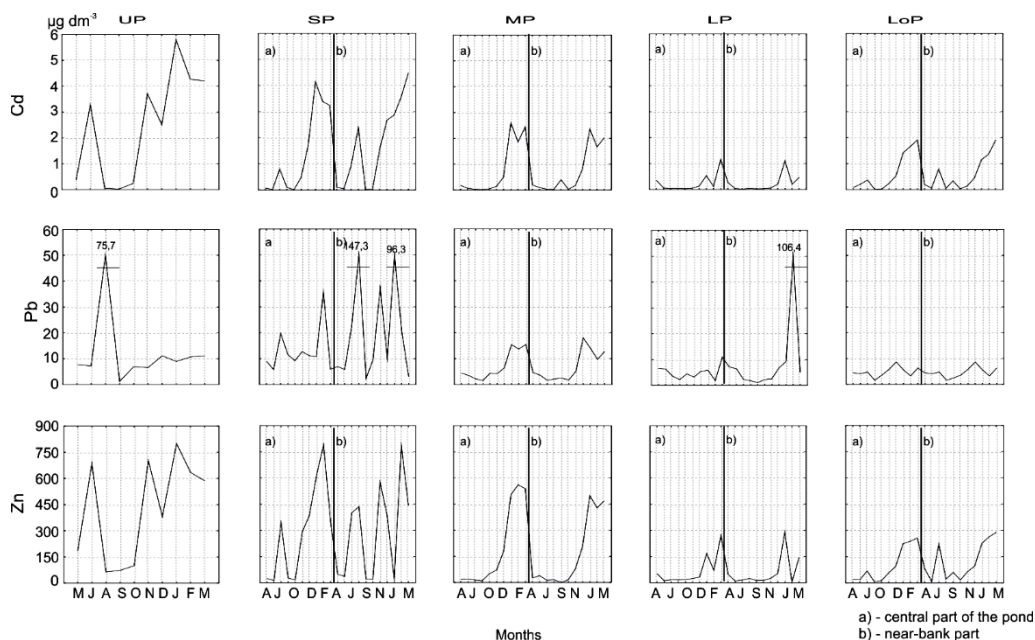 µg dm-3 UP SP MP LP LoP
Cd
6
5
4
3
2
1
0
a) b) a) b) a) b) a) b)
Pb
60
50
40
30
20
10
0
75,7
a b) 147,3 96,3
a) b)
a) b) 106,4
a) b)
Zn
900
750
600
450
300
150
0
a) b) a) b) a) b) a) b)
M J A S O N D J F M A J A O D F A J S N J M A J A O D F A J S N J M A J A O D F A J S N J M A J A O D F A J S N J M
Months
a) - central part of the pond
b) - near-bank part